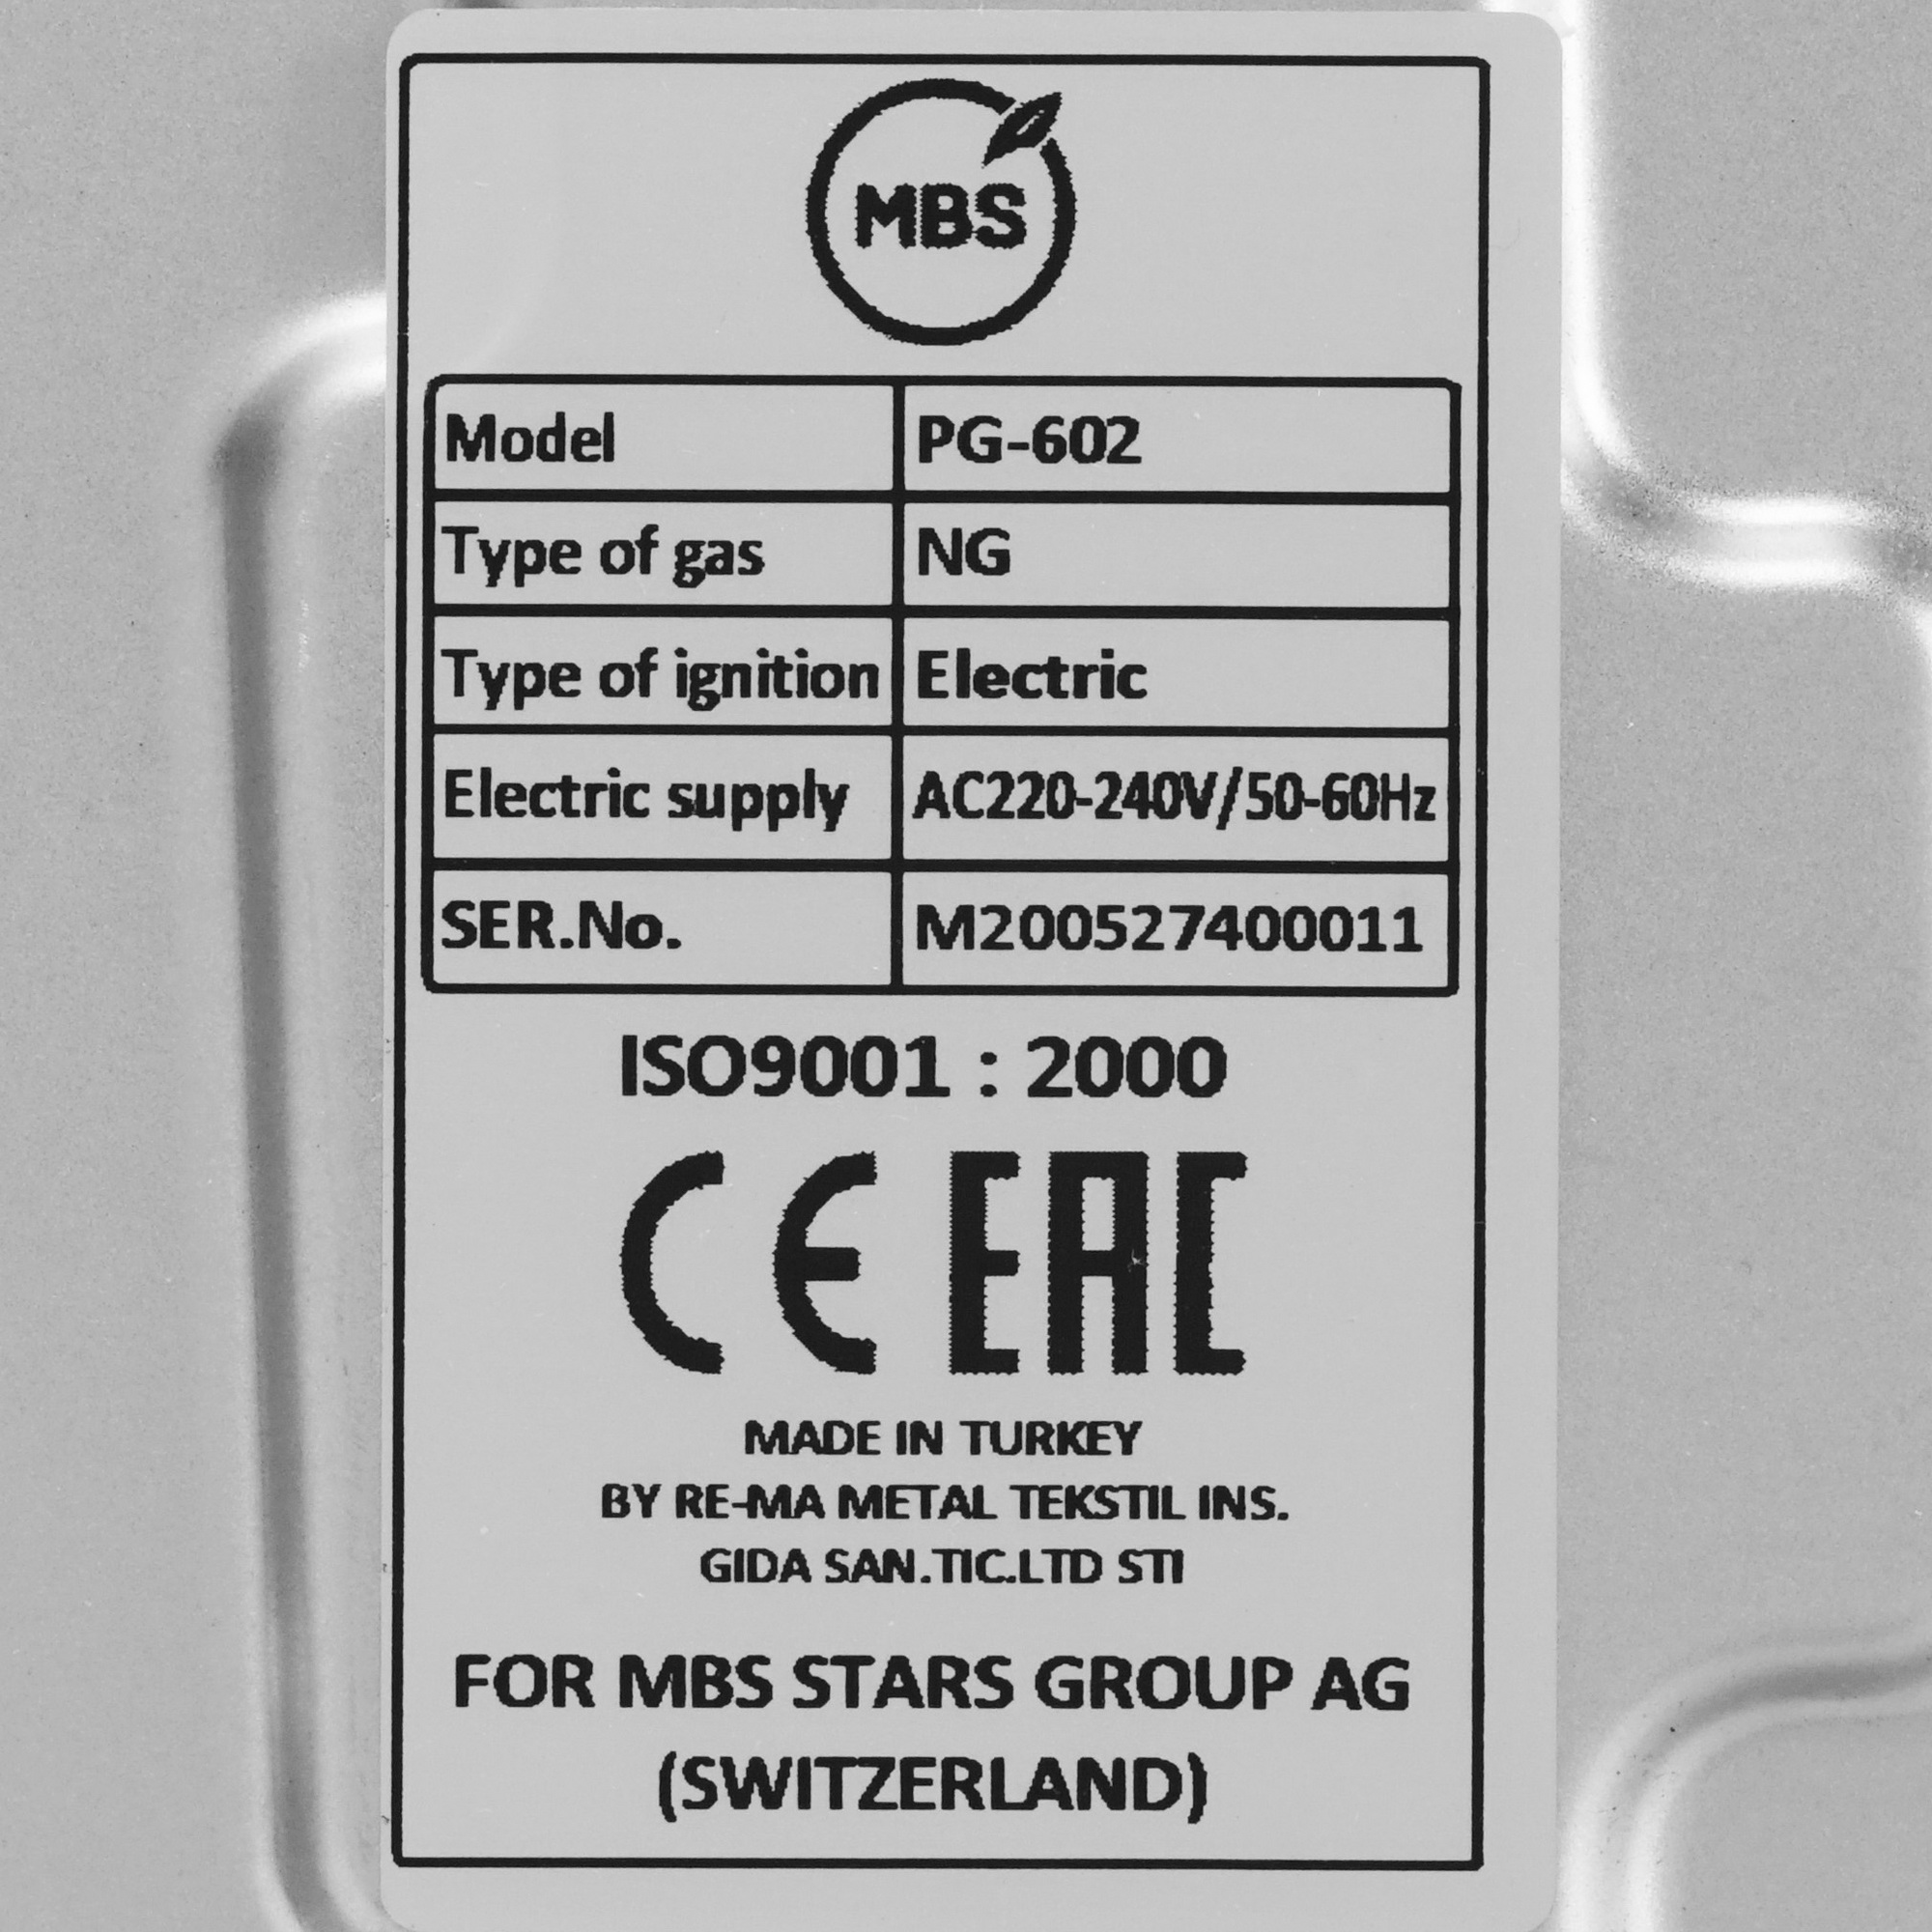 MBS
Model PG-602
Type of gas NG
Type of ignition Electric
Electric supply AC220-240V/50-60Hz
SER.No. M200527400011
ISO9001 : 2000
CE EAC
MADE IN TURKEY
BY RE-MA METAL TEKSTIL INS.
GIDA SAN.TIC.LTD STI
FOR MBS STARS GROUP AG
(SWITZERLAND)